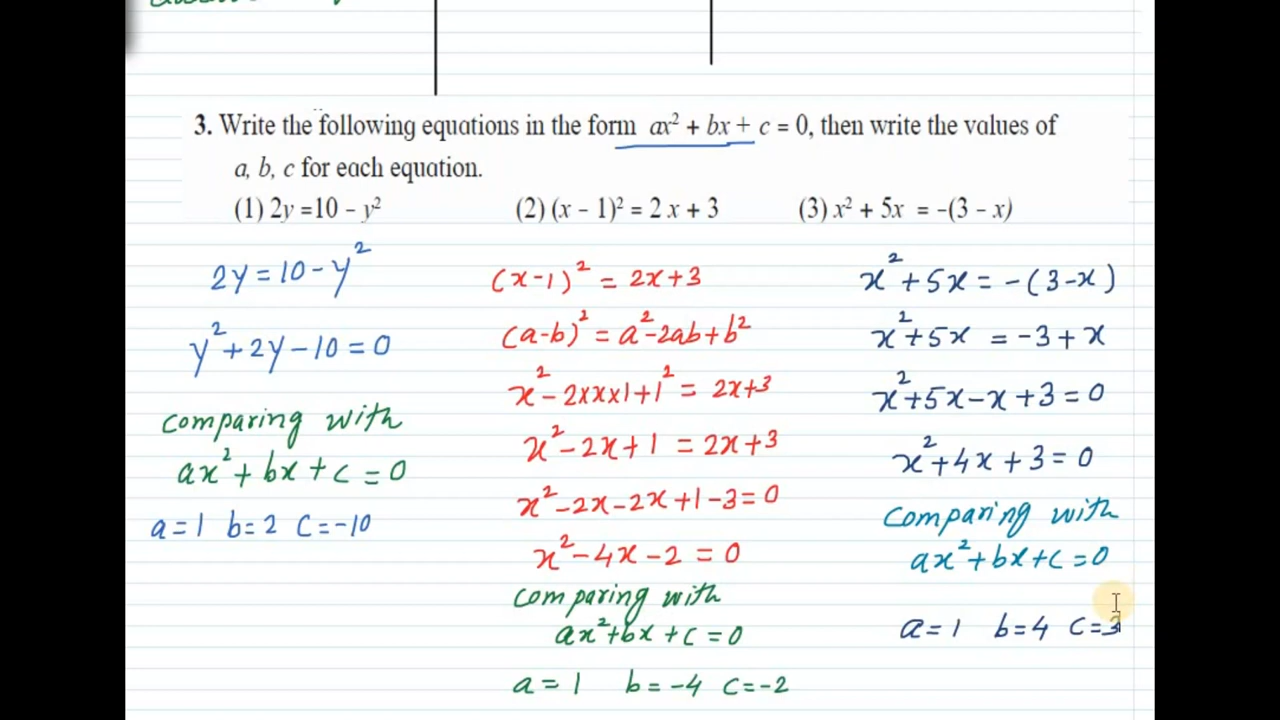 3. Write the following equations in the form ax² + bx + c = 0, then write the values of
a, b, c for each equation.
(1) 2y =10 – y² (2) (x – 1)² = 2 x + 3 (3) x² + 5x = –(3 – x)
2y = 10 - y²
y² + 2y - 10 = 0
comparing with
ax² + bx + c = 0
a = 1 b = 2 c = -10
(x-1)² = 2x+3
(a-b)² = a²-2ab+b²
x² - 2×x×1+1² = 2x+3
x² - 2x + 1 = 2x+3
x² - 2x - 2x + 1 - 3 = 0
x² - 4x - 2 = 0
comparing with
ax²+bx + c = 0
a = 1 b = -4 c = -2
x² + 5x = -(3-x)
x² + 5x = -3 + x
x² + 5x - x + 3 = 0
x² + 4x + 3 = 0
Comparing with
ax² + bx + c = 0
a = 1 b = 4 c = 3